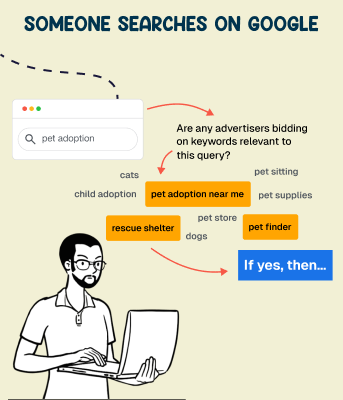 SOMEONE SEARCHES ON GOOGLE
pet adoption
Are any advertisers bidding
on keywords relevant to
this query?
cats
pet sitting
child adoption
pet adoption near me
pet supplies
pet store
rescue shelter
pet finder
dogs
If yes, then...